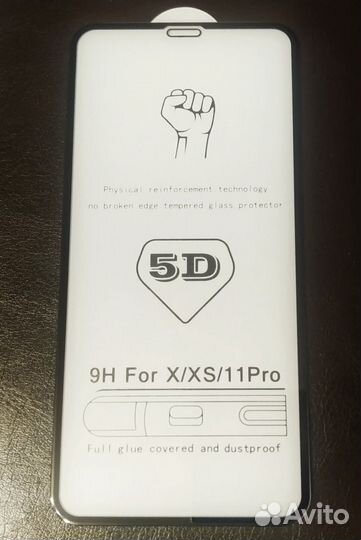 Physical reinforcement technology
no broken edge tempered glass protector
5D
9H For X/XS/11Pro
Full glue covered and dustproof
Avito